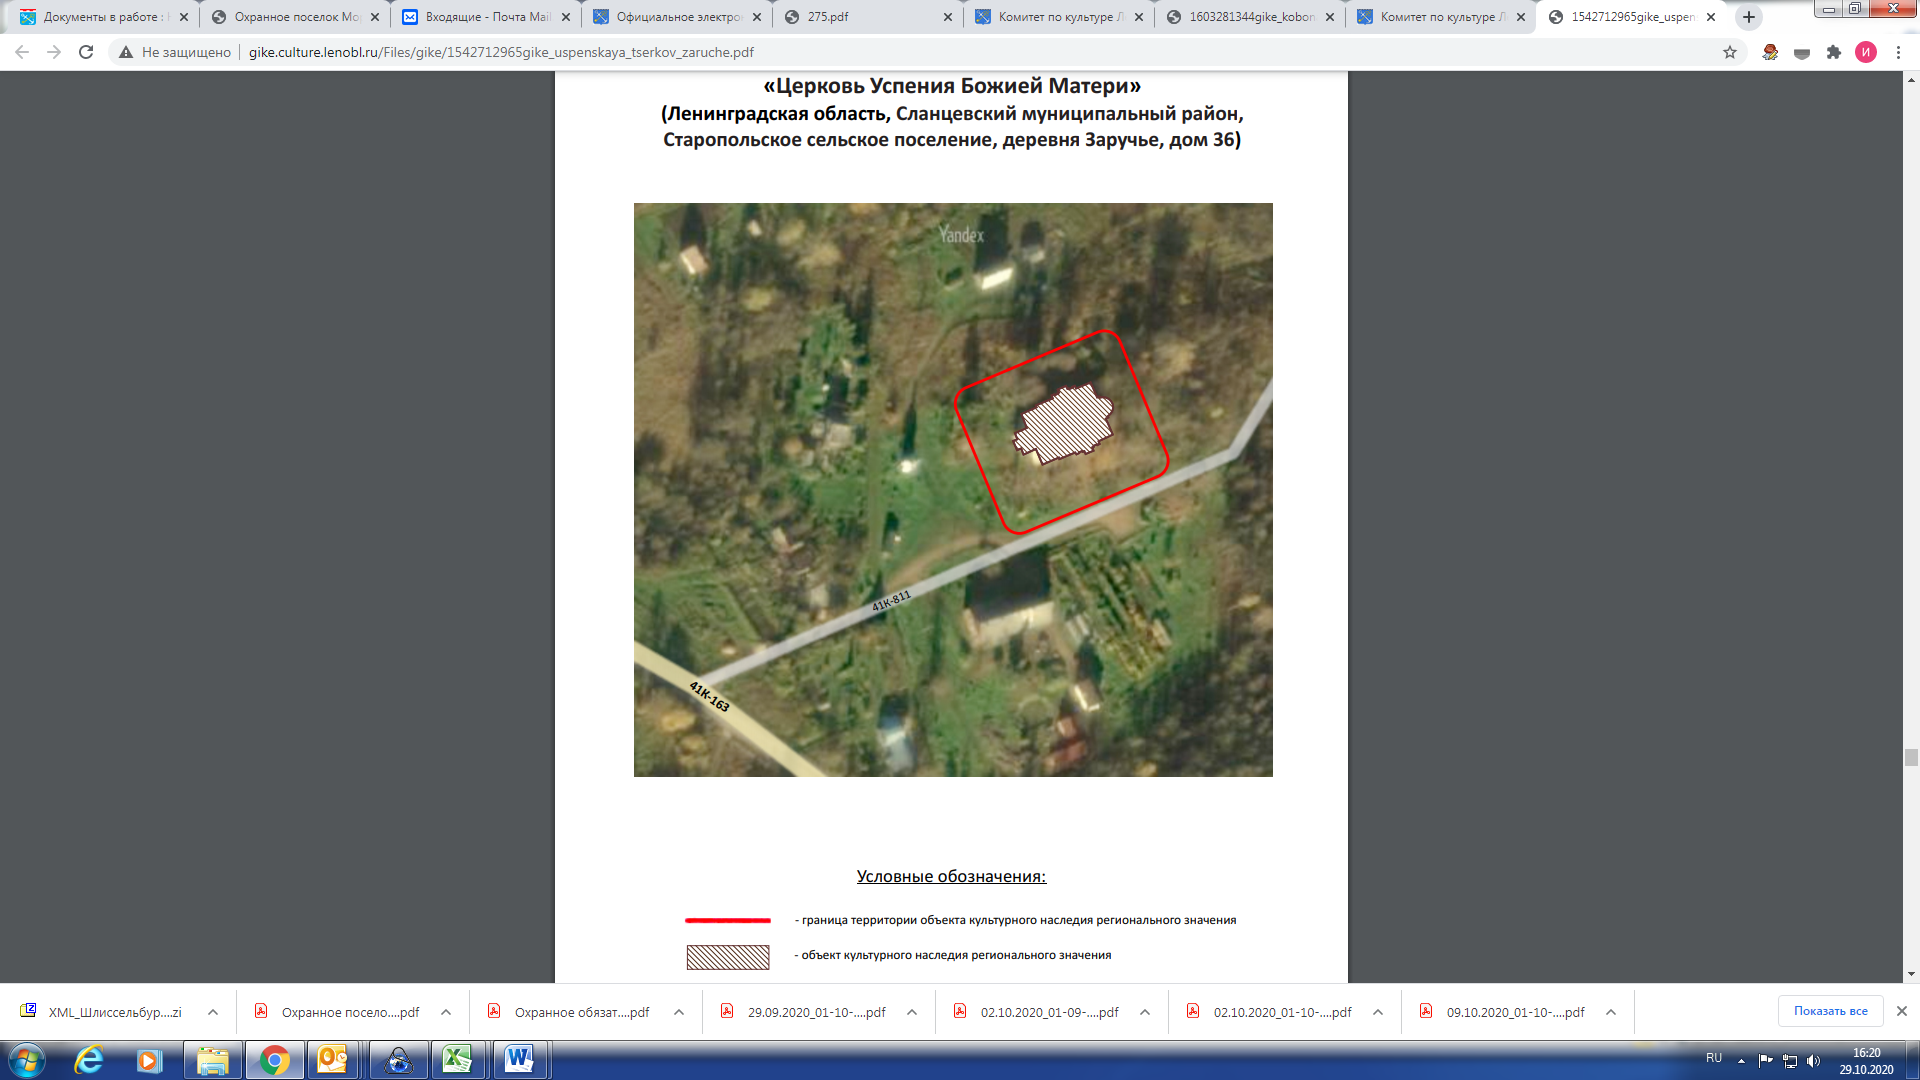 Документы в работе : К
Охранное поселок Мор
Входящие - Почта Mail
Официальное электрон
275.pdf
Комитет по культуре Л
1603281344gike_kobon
Комитет по культуре Л
1542712965gike_uspens
Не защищено
gike.culture.lenobl.ru/Files/gike/1542712965gike_uspenskaya_tserkov_zaruche.pdf
И
«Церковь Успения Божией Матери»
(Ленинградская область, Сланцевский муниципальный район,
Старопольское сельское поселение, деревня Заручье, дом 36)
Yandex
41К-811
41К-163
Условные обозначения:
- граница территории объекта культурного наследия регионального значения
- объект культурного наследия регионального значения
XML_Шлиссельбур....zi
Охранное посело....pdf
Охранное обязат....pdf
29.09.2020_01-10-....pdf
02.10.2020_01-09-....pdf
02.10.2020_01-10-....pdf
09.10.2020_01-10-....pdf
Показать все
RU
16:20
29.10.2020